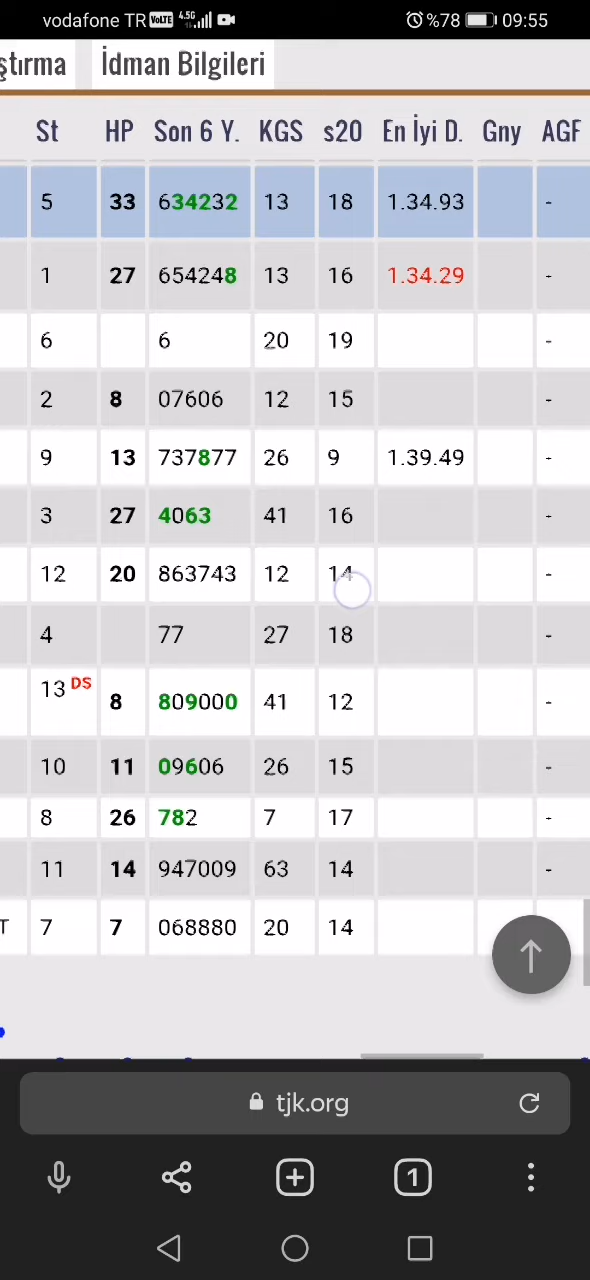 vodafone TR VoLTE 4.5G %78 09:55
ştırma İdman Bilgileri
St HP Son 6 Y. KGS s20 En İyi D. Gny AGF
5 33 634232 13 18 1.34.93 -
1 27 654248 13 16 1.34.29 -
6 6 20 19 -
2 8 07606 12 15 -
9 13 737877 26 9 1.39.49 -
3 27 4063 41 16 -
12 20 863743 12 14 -
4 77 27 18 -
13 DS 8 809000 41 12 -
10 11 09606 26 15 -
8 26 782 7 17 -
11 14 947009 63 14 -
T 7 7 068880 20 14
tjk.org
1